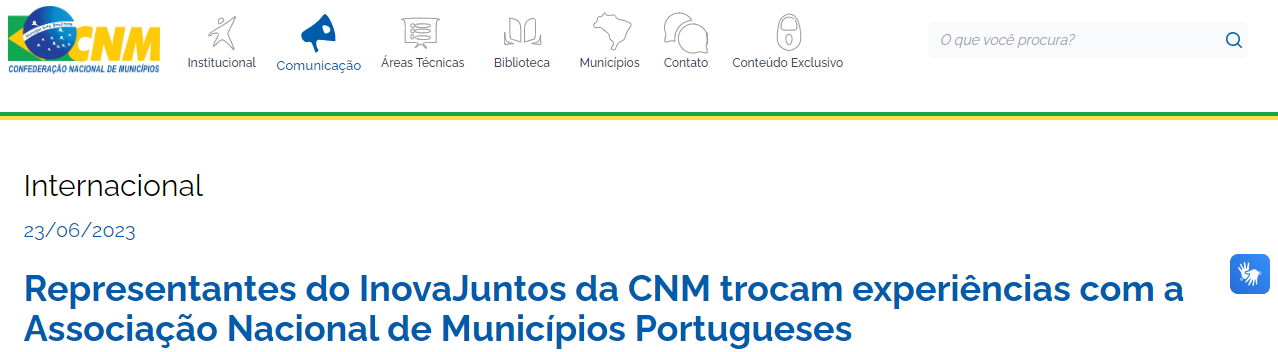 CNM
CONFEDERAÇÃO NACIONAL DE MUNICÍPIOS
Institucional
Comunicação
Áreas Técnicas
Biblioteca
Municípios
Contato
Conteúdo Exclusivo
O que você procura?
Internacional
23/06/2023
Representantes do InovaJuntos da CNM trocam experiências com a
Associação Nacional de Municípios Portugueses